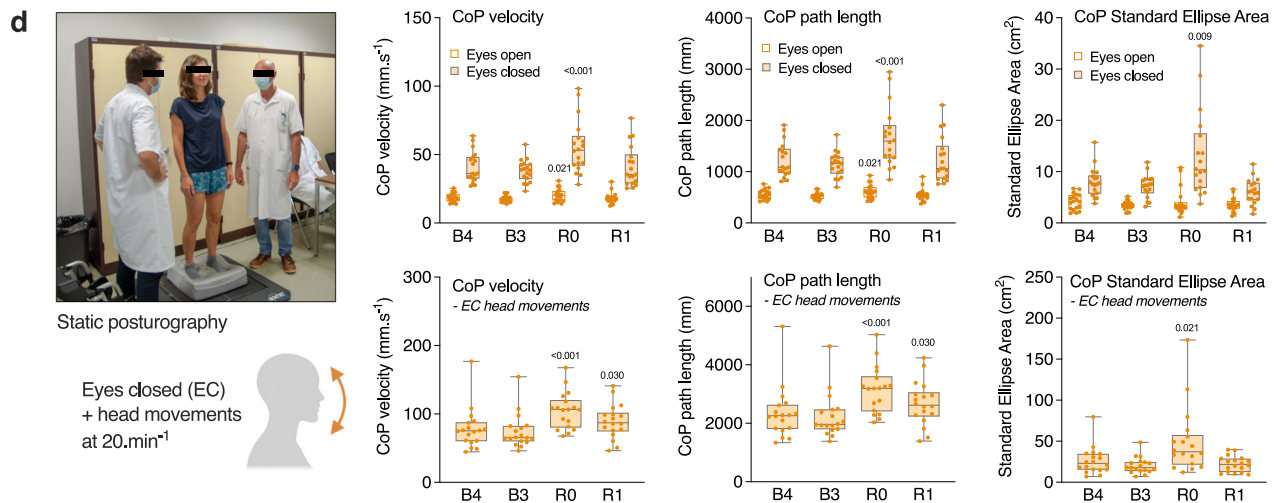 d
Static posturography
Eyes closed (EC)
+ head movements
at 20.min⁻¹
CoP velocity
CoP velocity (mm.s⁻¹)
150
100
50
0
Eyes open
Eyes closed
<0.001
0.021
B4 B3 R0 R1
CoP path length
CoP path length (mm)
4000
3000
2000
1000
0
Eyes open
Eyes closed
<0.001
0.021
B4 B3 R0 R1
CoP Standard Ellipse Area
Standard Ellipse Area (cm²)
40
30
20
10
0
Eyes open
Eyes closed
0.009
B4 B3 R0 R1
CoP velocity
- EC head movements
CoP velocity (mm.s⁻¹)
300
200
100
0
<0.001
0.030
B4 B3 R0 R1
CoP path length
- EC head movements
CoP path length (mm)
6000
4000
2000
0
<0.001
0.030
B4 B3 R0 R1
CoP Standard Ellipse Area
- EC head movements
Standard Ellipse Area (cm²)
250
200
150
100
50
0
0.021
B4 B3 R0 R1